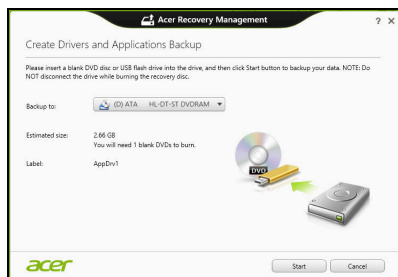 Acer Recovery Management
? ×
Create Drivers and Applications Backup
Please insert a blank DVD disc or USB flash drive into the drive, and then click Start button to backup your data. NOTE: Do
NOT disconnect the drive while burning the recovery disc.
Backup to: (D) ATA HL-DT-ST DVDRAM
Estimated size: 2.66 GB
You will need 1 blank DVDs to burn.
Label: AppDrv1
DVD
acer Start Cancel